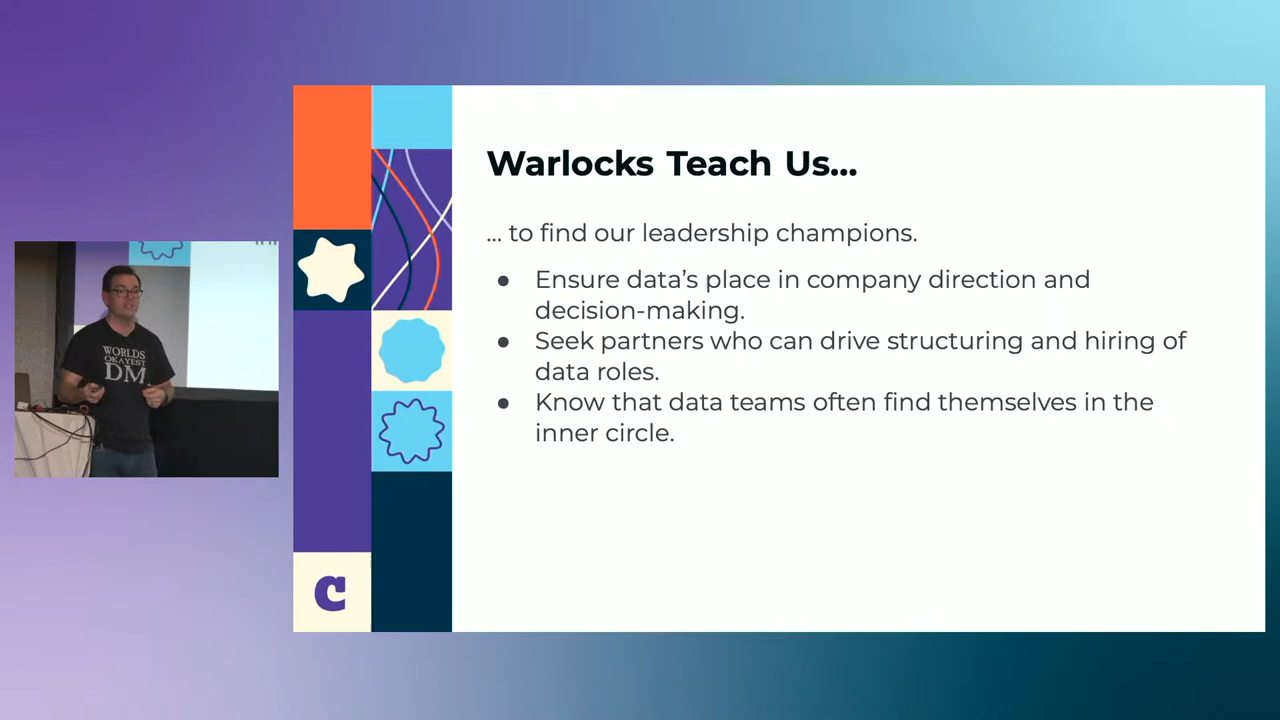 Warlocks Teach Us...
... to find our leadership champions.
● Ensure data's place in company direction and
decision-making.
● Seek partners who can drive structuring and hiring of
data roles.
● Know that data teams often find themselves in the
inner circle.
WORLDS
OKAYEST
DM
C